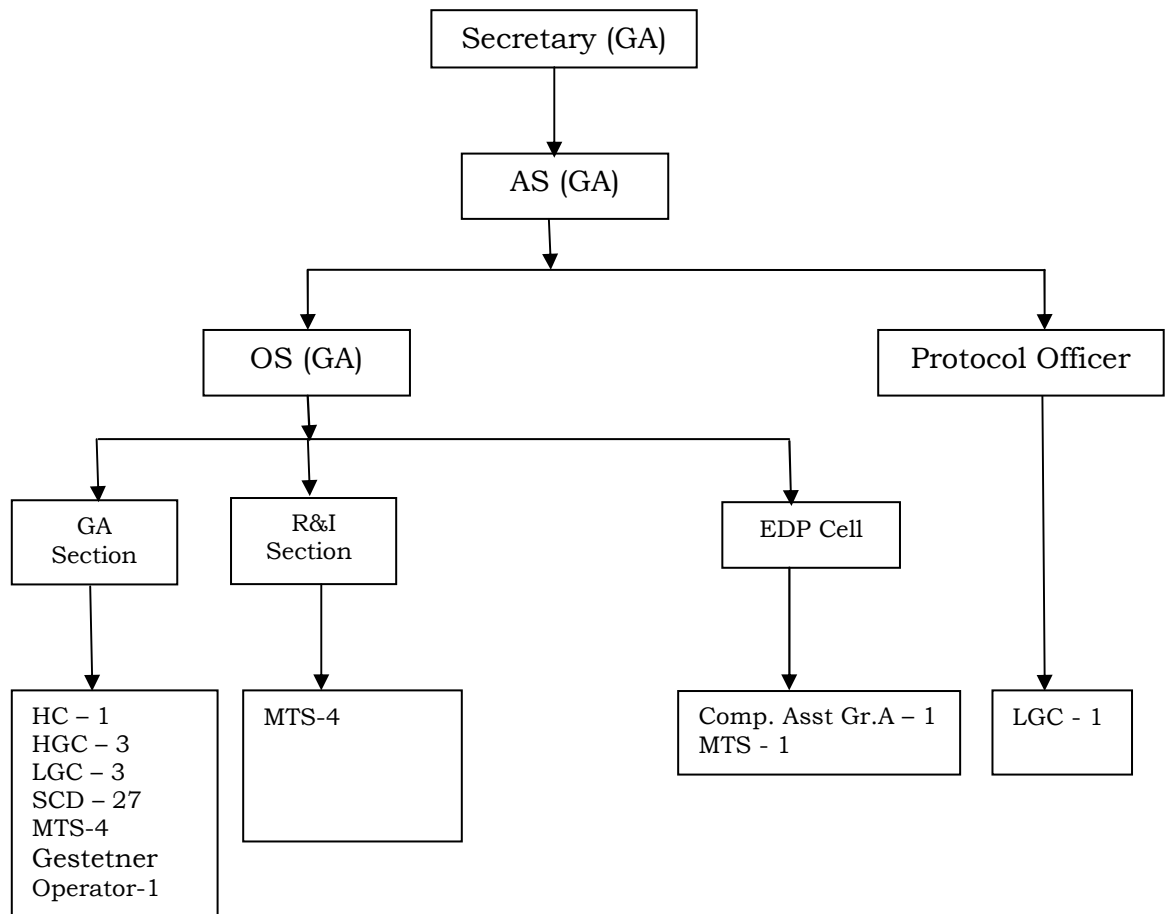 Secretary (GA)
AS (GA)
OS (GA)
Protocol Officer
GA
Section
R&I
Section
EDP Cell
HC – 1
HGC – 3
LGC – 3
SCD – 27
MTS-4
Gestetner
Operator-1
MTS-4
Comp. Asst Gr.A – 1
MTS - 1
LGC - 1